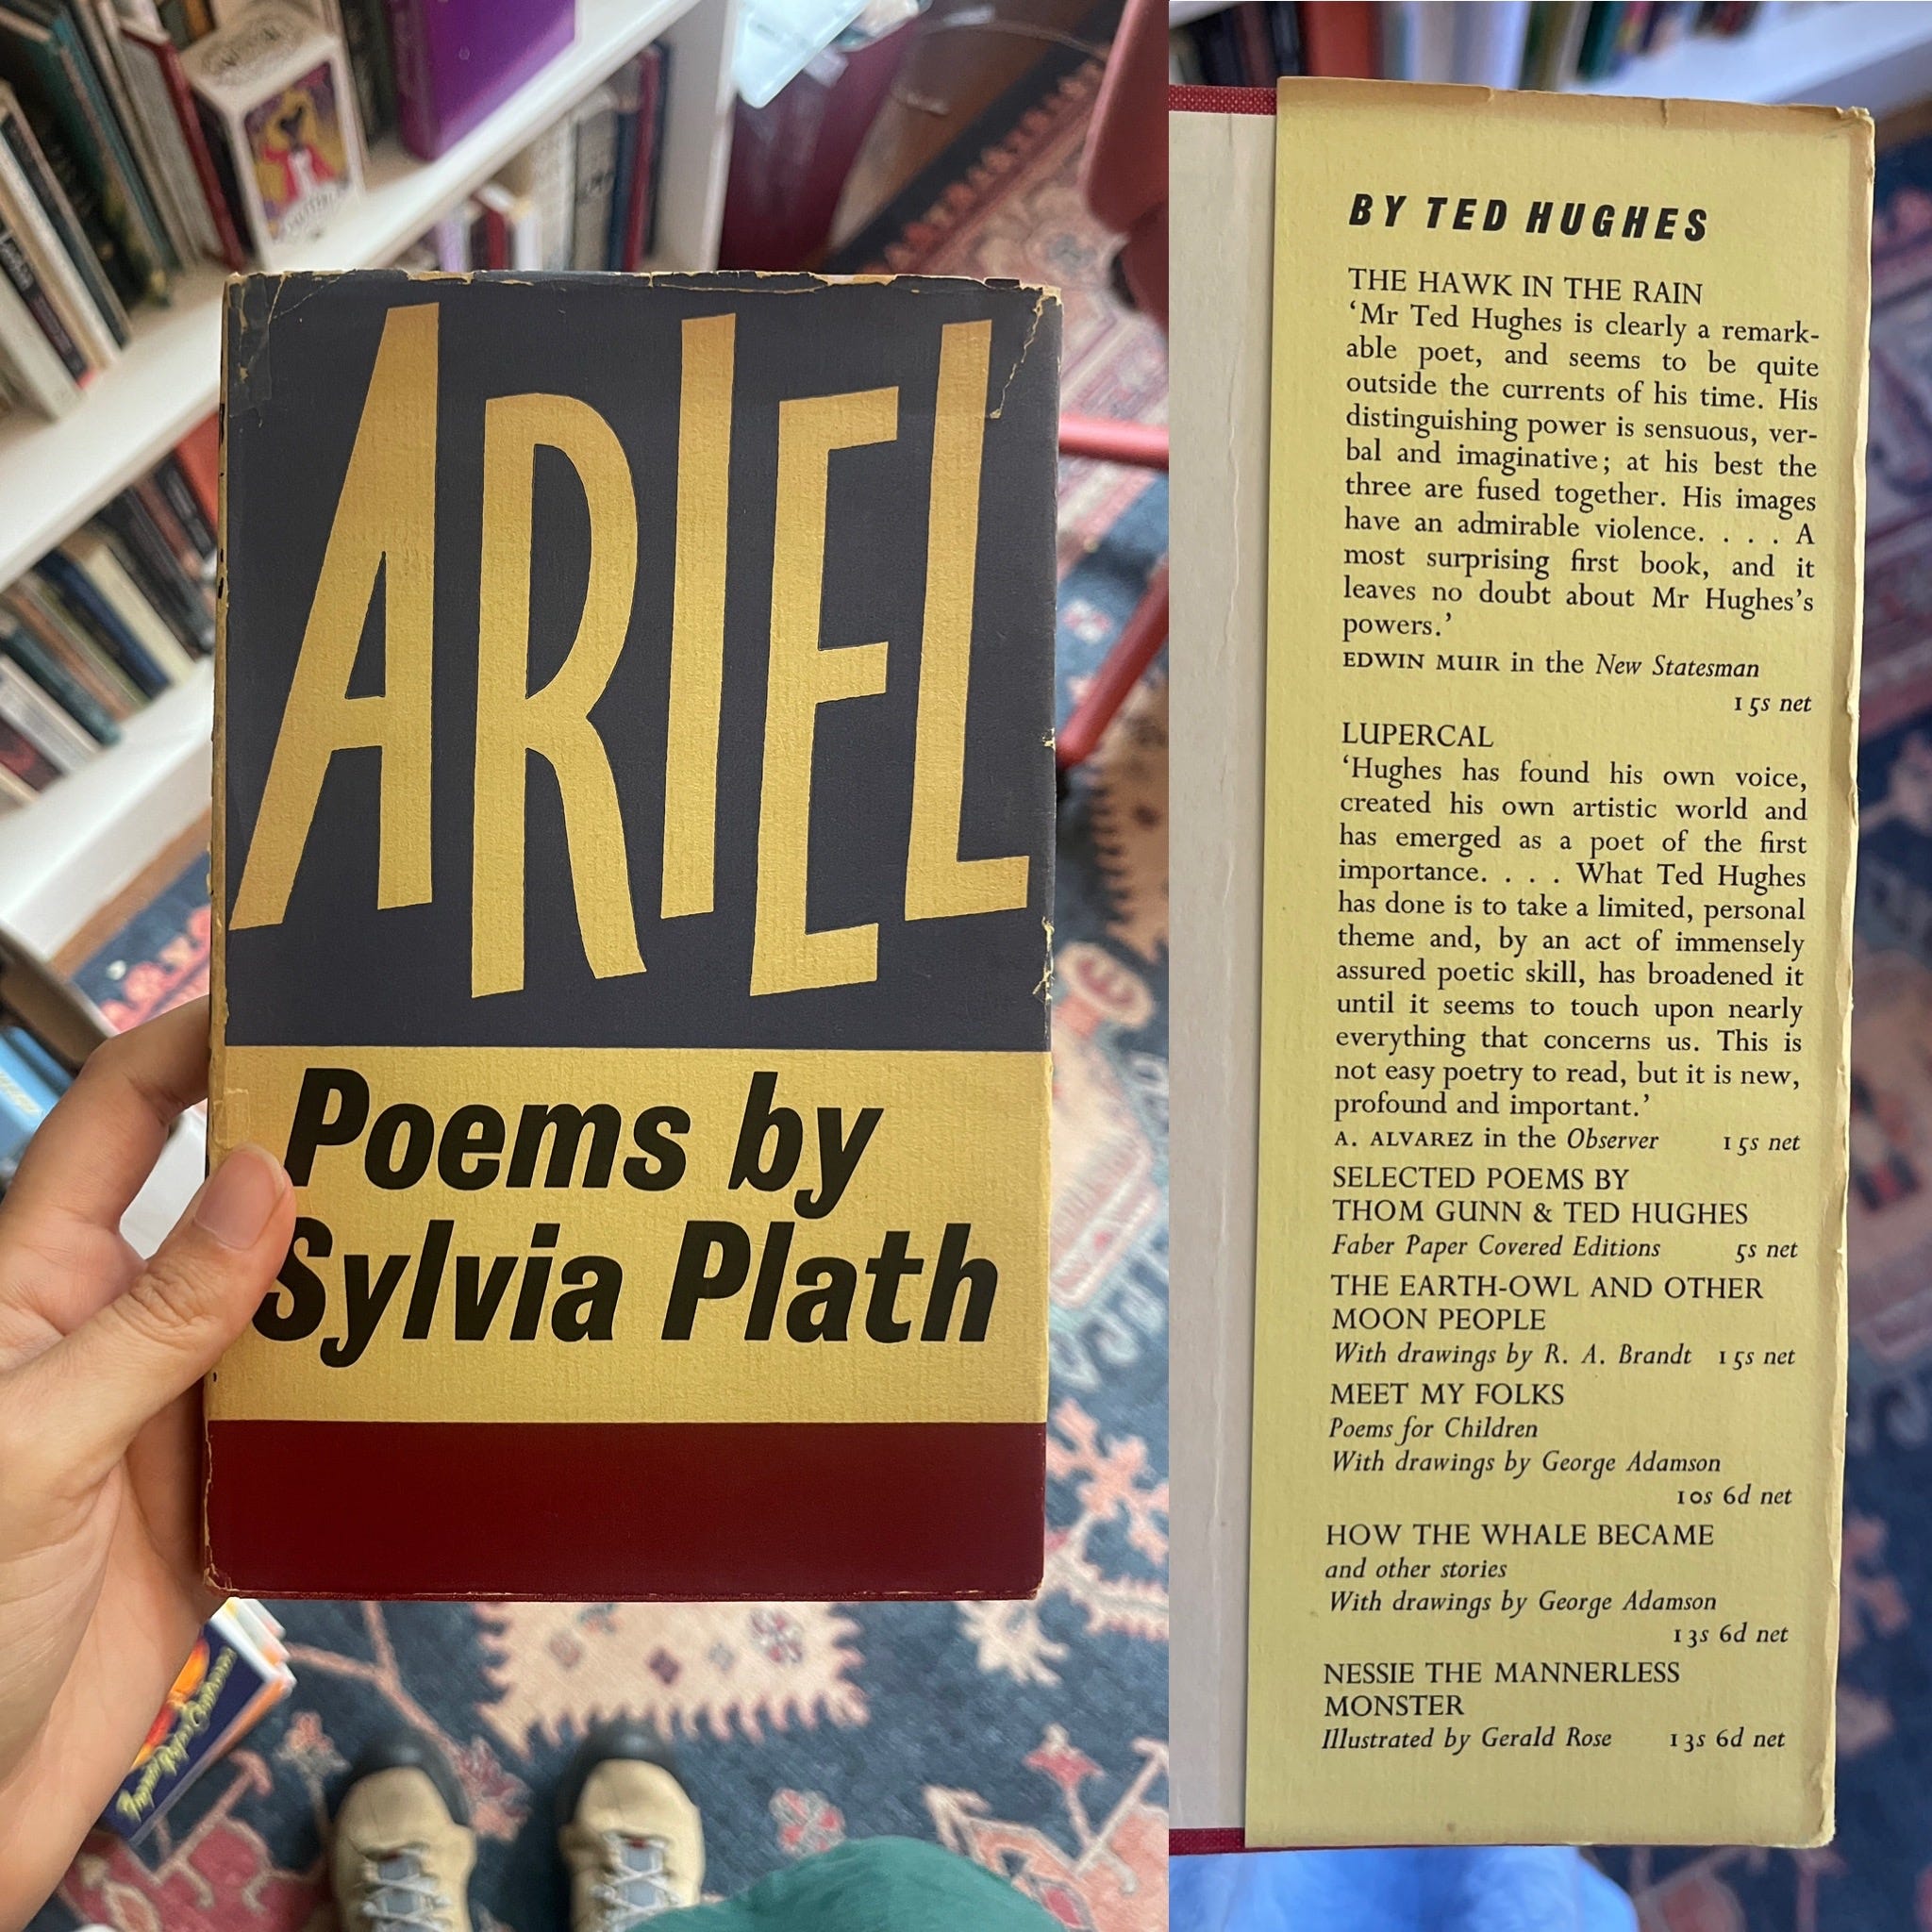 ARIEL
Poems by
Sylvia Plath
BY TED HUGHES
THE HAWK IN THE RAIN
‘Mr Ted Hughes is clearly a remark-
able poet, and seems to be quite
outside the currents of his time. His
distinguishing power is sensuous, ver-
bal and imaginative; at his best the
three are fused together. His images
have an admirable violence. . . . A
most surprising first book, and it
leaves no doubt about Mr Hughes’s
powers.’
EDWIN MUIR in the New Statesman
15s net
LUPERCAL
‘Hughes has found his own voice,
created his own artistic world and
has emerged as a poet of the first
importance. . . . What Ted Hughes
has done is to take a limited, personal
theme and, by an act of immensely
assured poetic skill, has broadened it
until it seems to touch upon nearly
everything that concerns us. This is
not easy poetry to read, but it is new,
profound and important.’
A. ALVAREZ in the Observer 15s net
SELECTED POEMS BY
THOM GUNN & TED HUGHES
Faber Paper Covered Editions 5s net
THE EARTH-OWL AND OTHER
MOON PEOPLE
With drawings by R. A. Brandt 15s net
MEET MY FOLKS
Poems for Children
With drawings by George Adamson
10s 6d net
HOW THE WHALE BECAME
and other stories
With drawings by George Adamson
13s 6d net
NESSIE THE MANNERLESS
MONSTER
Illustrated by Gerald Rose 13s 6d net